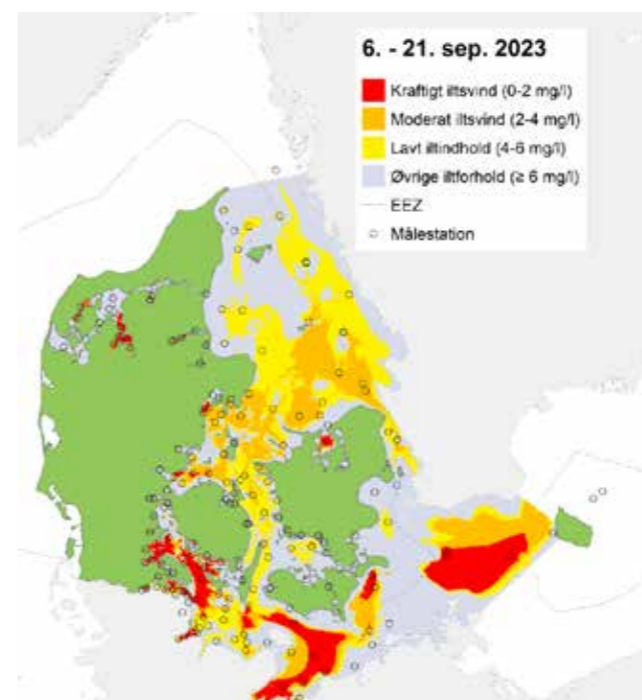 6. - 21. sep. 2023
Kraftigt iltsvind (0-2 mg/l)
Moderat iltsvind (2-4 mg/l)
Lavt iltindhold (4-6 mg/l)
Øvrige iltforhold (≥ 6 mg/l)
EEZ
Målestation